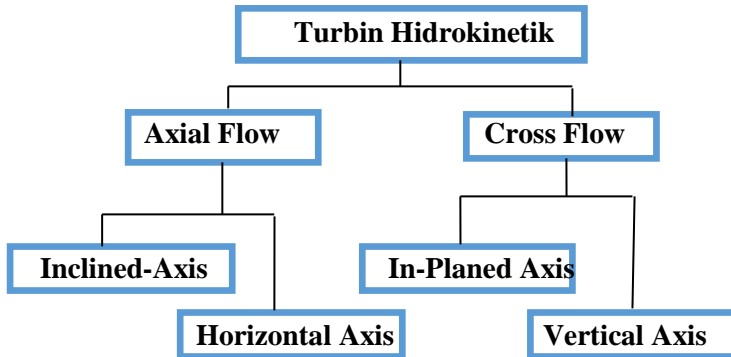 Turbin Hidrokinetik
Axial Flow
Cross Flow
Inclined-Axis
In-Planed Axis
Horizontal Axis
Vertical Axis